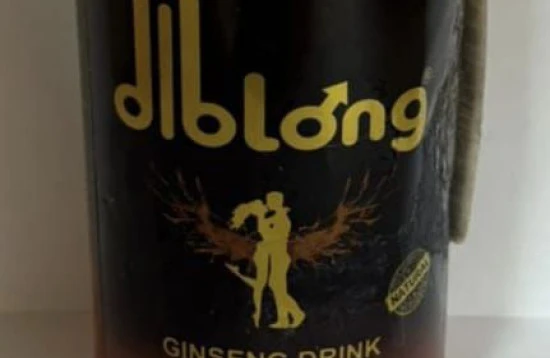 diblong
NATURAL
GINSENG DRINK